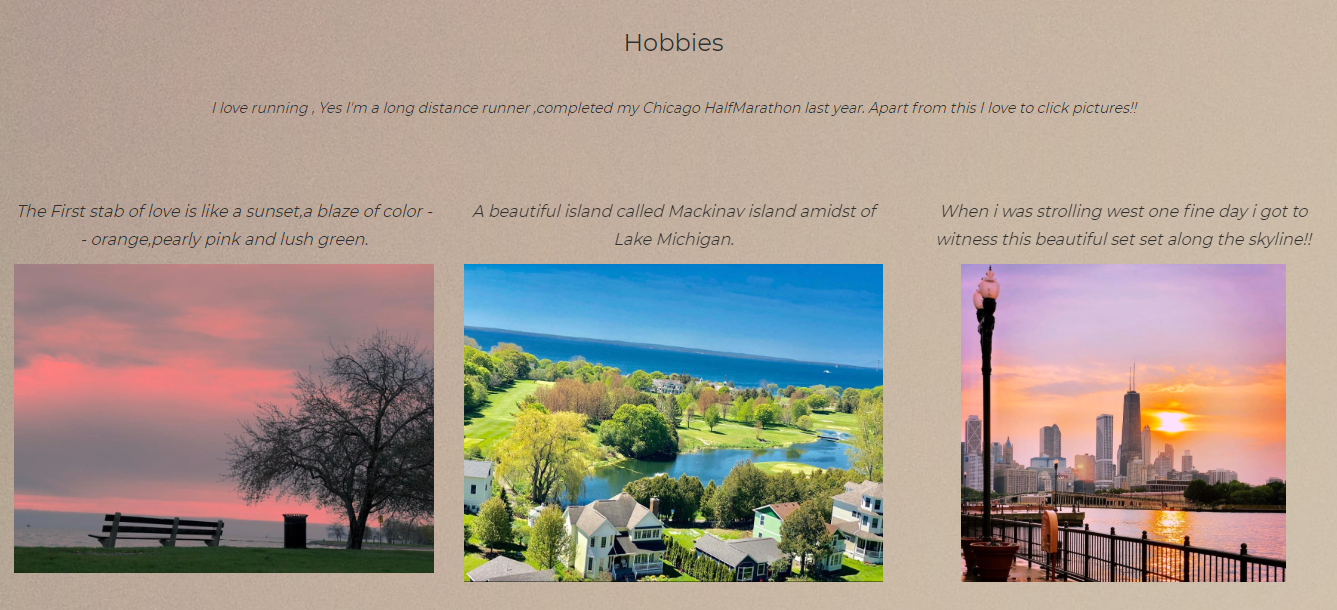 Hobbies
I love running , Yes I'm a long distance runner ,completed my Chicago HalfMarathon last year. Apart from this I love to click pictures!!
The First stab of love is like a sunset,a blaze of color -
- orange,pearly pink and lush green.
A beautiful island called Mackinav island amidst of
Lake Michigan.
When i was strolling west one fine day i got to
witness this beautiful set set along the skyline!!